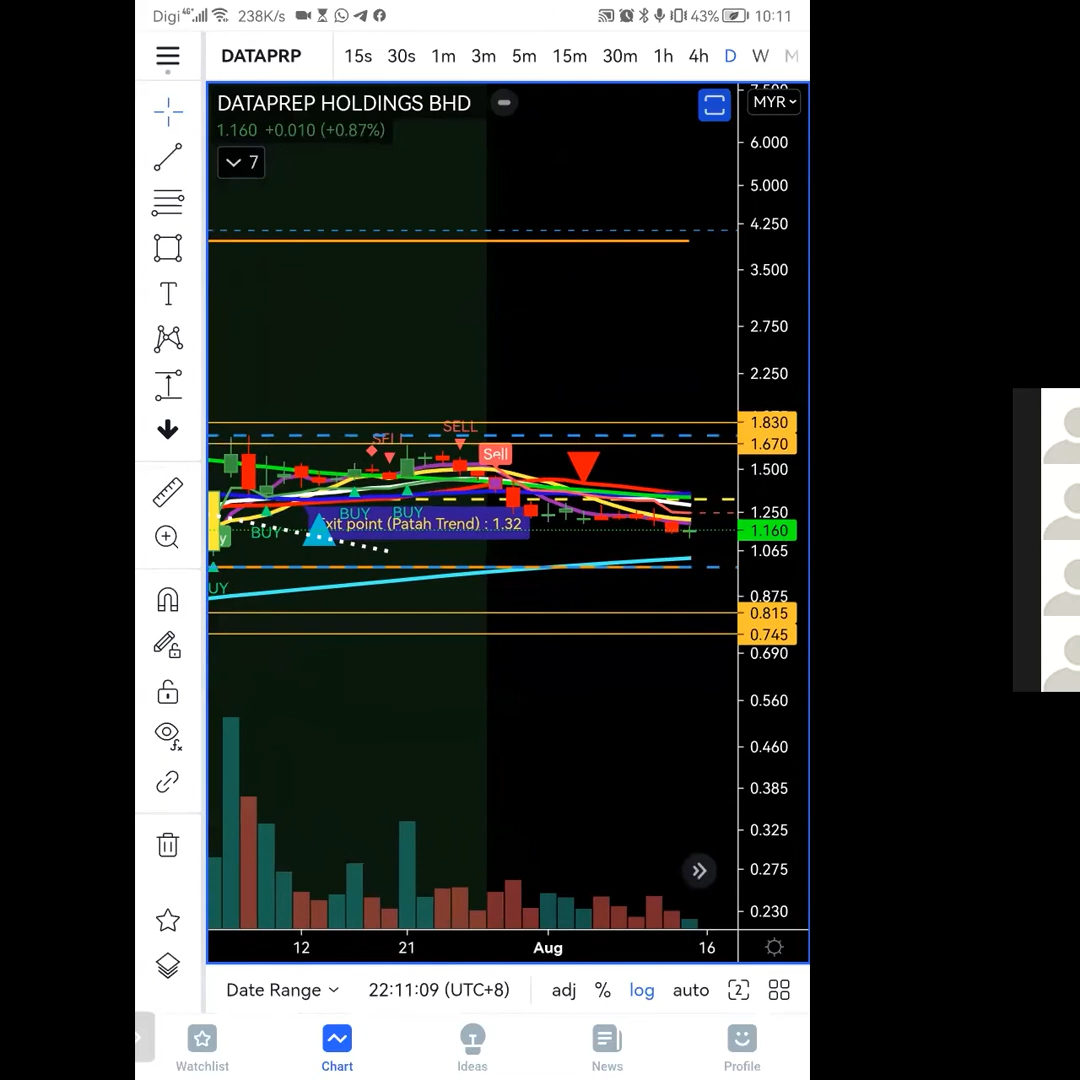 Digi 4G 238K/s 43% 10:11
DATAPRP 15s 30s 1m 3m 5m 15m 30m 1h 4h D W M
DATAPREP HOLDINGS BHD
MYR
1.160 +0.010 (+0.87%)
7
7.500
6.000
5.000
4.250
3.500
2.750
2.250
1.830
1.670
1.500
1.250
1.160
1.065
0.875
0.815
0.745
0.690
0.560
0.460
0.385
0.325
0.275
0.230
SELL
SELL
Sell
BUY
BUY
BUY
Exit point (Patah Trend) : 1.32
y
UY
12 21 Aug 16
Date Range 22:11:09 (UTC+8) adj % log auto 2
Watchlist Chart Ideas News Profile